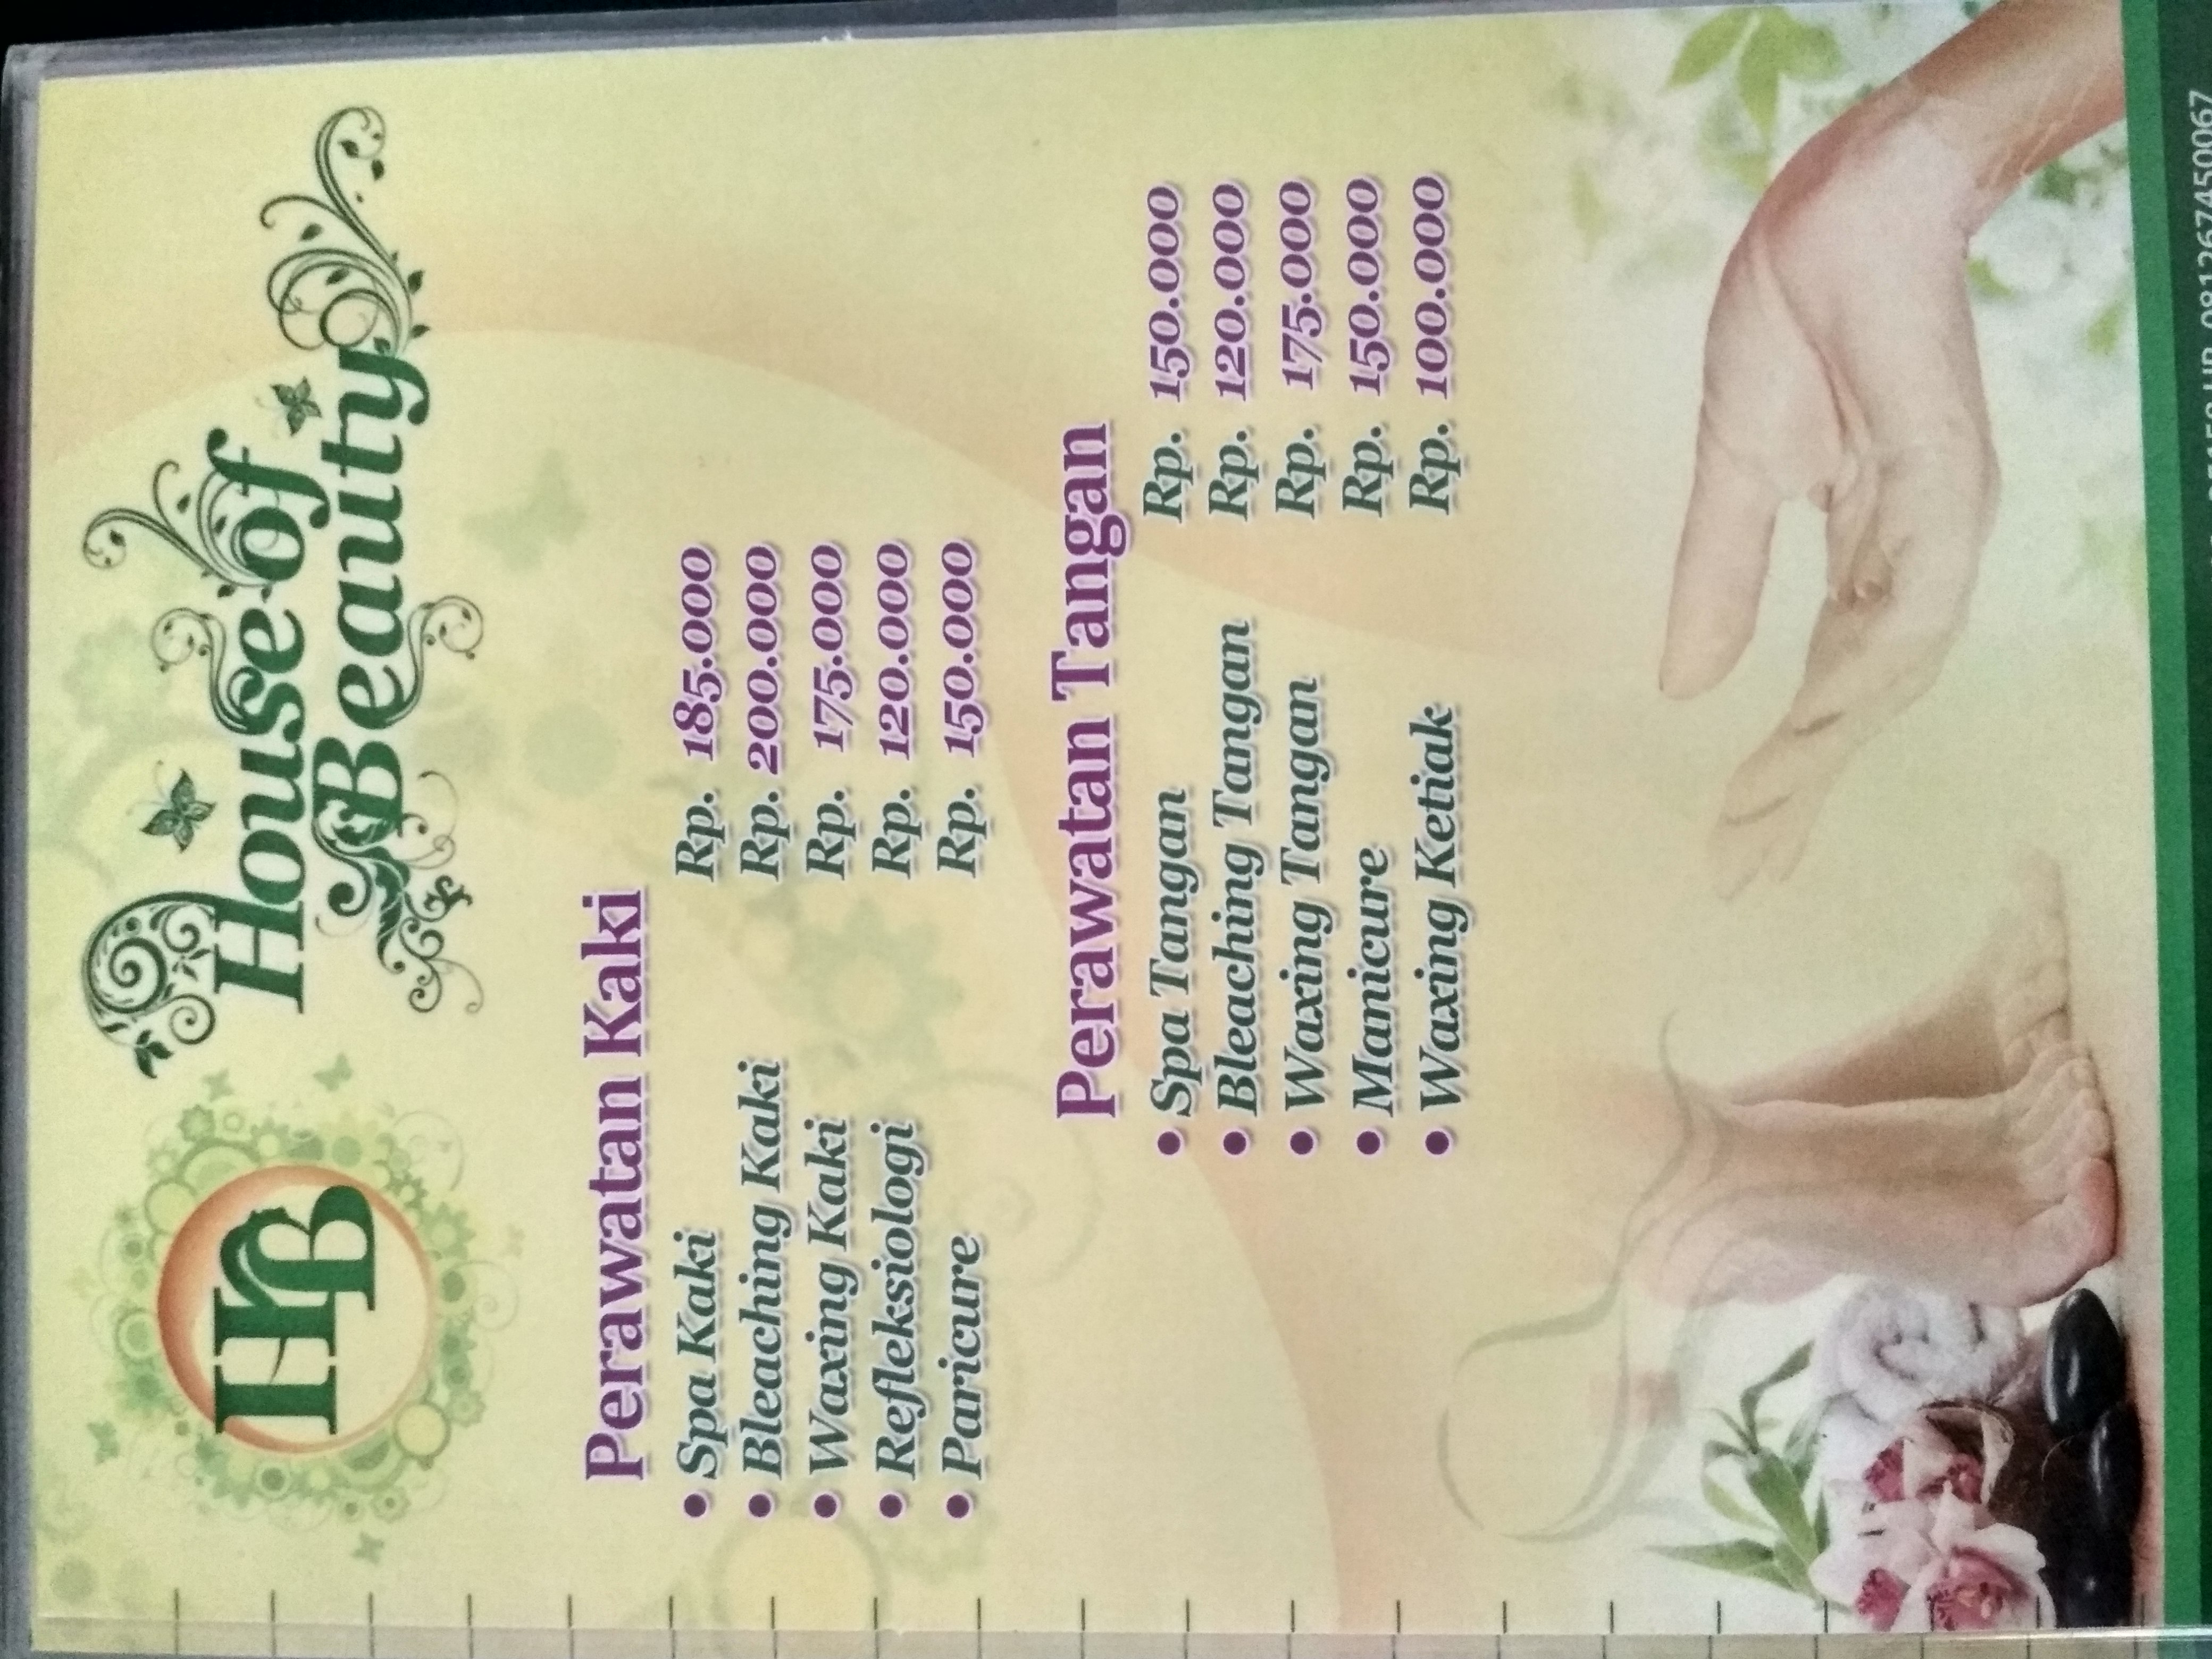 HB
House of
Beauty
Perawatan Kaki
• Spa Kaki Rp. 185.000
• Bleaching Kaki Rp. 200.000
• Waxing Kaki Rp. 175.000
• Refleksiologi Rp. 120.000
• Paricure Rp. 150.000
Perawatan Tangan
• Spa Tangan Rp. 150.000
• Bleaching Tangan Rp. 120.000
• Waxing Tangan Rp. 175.000
• Manicure Rp. 150.000
• Waxing Ketiak Rp. 100.000
081267450067